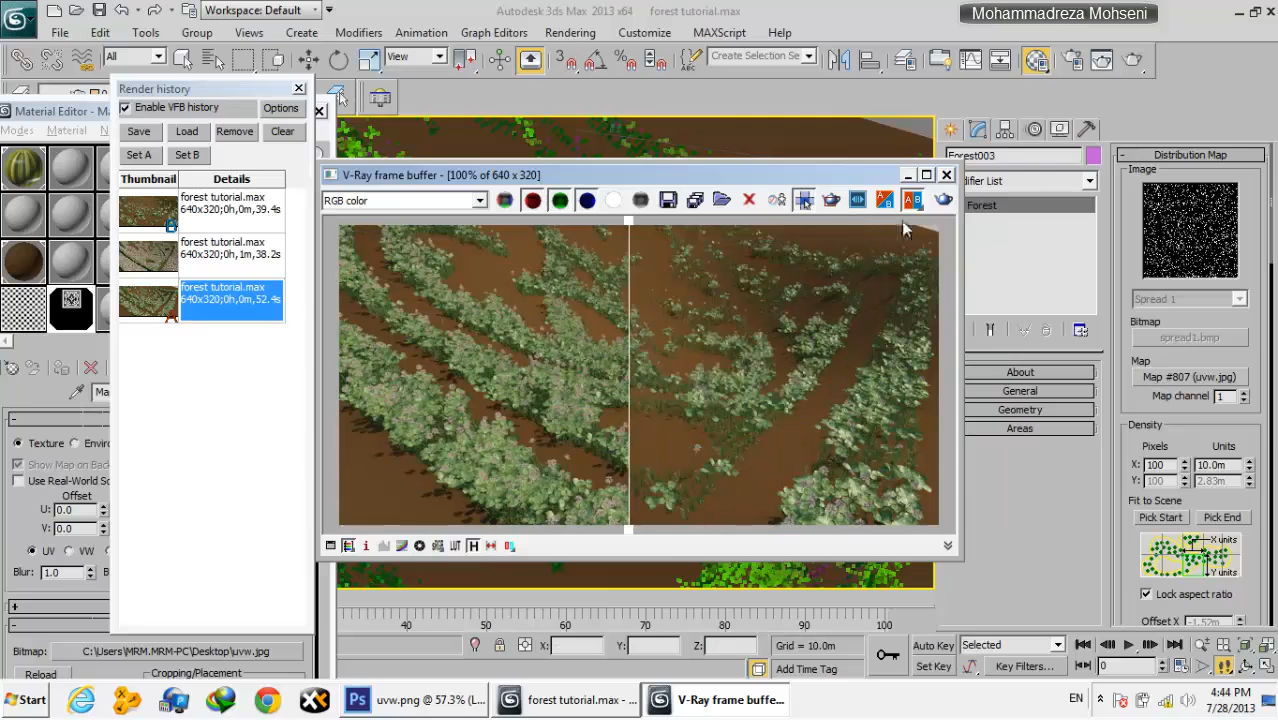 Workspace: Default
Autodesk 3ds Max 2013 x64 forest tutorial.max
Mohammadreza Mohseni
File Edit Tools Group Views Create Modifiers Animation Graph Editors Rendering Customize MAXScript Help
All
View
Create Selection Se
Render history
Enable VFB history
Options
Save Load Remove Clear
Set A Set B
Thumbnail Details
forest tutorial.max
640x320;0h,0m,39.4s
forest tutorial.max
640x320;0h,1m,38.2s
forest tutorial.max
640x320;0h,0m,52.4s
Material Editor - Ma
Modes Material
Texture
Show Map on Back
Use Real-World Sc
Offset
U: 0.0
V: 0.0
UV VW
Blur: 1.0
Bitmap: C:\Users\MRM.MRM-PC\Desktop\uvw.jpg
Reload Cropping/Placement
V-Ray frame buffer - [100% of 640 x 320]
RGB color
Forest003
difier List
Forest
About
General
Geometry
Areas
Distribution Map
Image
Spread 1
Bitmap
spread1.bmp
Map
Map #807 (uvw.jpg)
Map channel 1
Density
Pixels Units
X: 100 10.0m
Y: 100 2.83m
Fit to Scene
Pick Start Pick End
X units
Y units
Lock aspect ratio
Offset X -1.52m
40 50 60 70 80 90 100
X: Y: Z: Grid = 10.0m
Add Time Tag
Auto Key Selected
Set Key Key Filters...
0
Start
uvw.png @ 57.3% (L...
forest tutorial.max - ...
V-Ray frame buffe...
EN
4:44 PM
7/28/2013